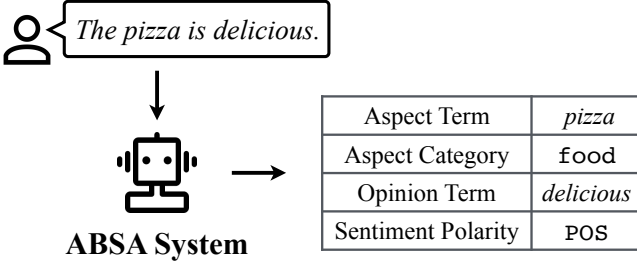 The pizza is delicious.
Aspect Term pizza
Aspect Category food
Opinion Term delicious
Sentiment Polarity POS
ABSA System